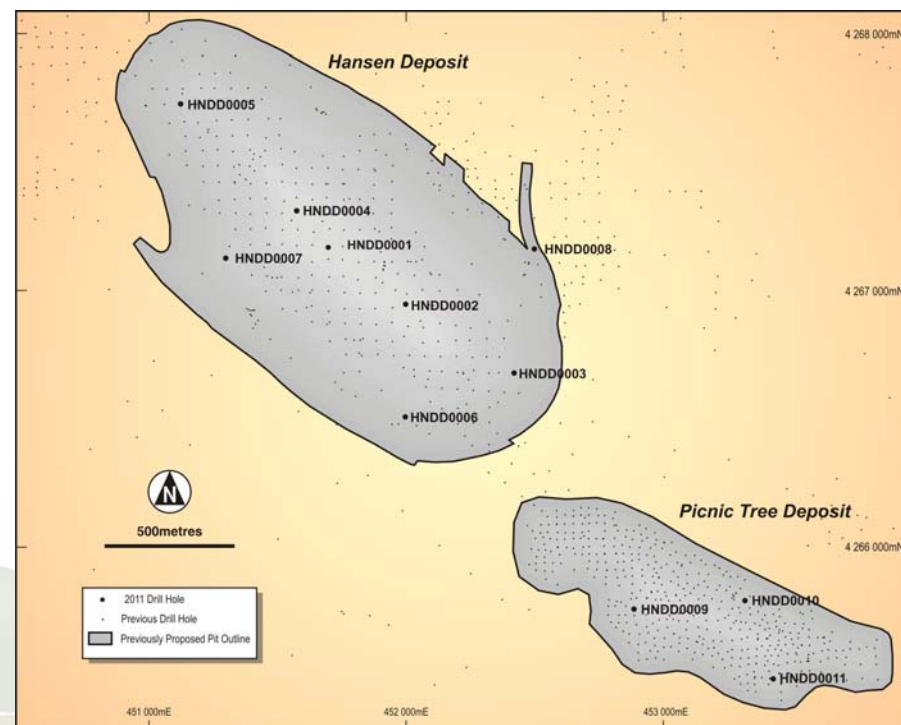 4 268 000mN
Hansen Deposit
HNDD0005
HNDD0004
HNDD0001
HNDD0008
HNDD0007
4 267 000mN
HNDD0002
HNDD0003
HNDD0006
N
500metres
Picnic Tree Deposit
4 266 000mN
2011 Drill Hole
Previous Drill Hole
Previously Proposed Pit Outline
HNDD0010
HNDD0009
HNDD0011
451 000mE
452 000mE
453 000mE